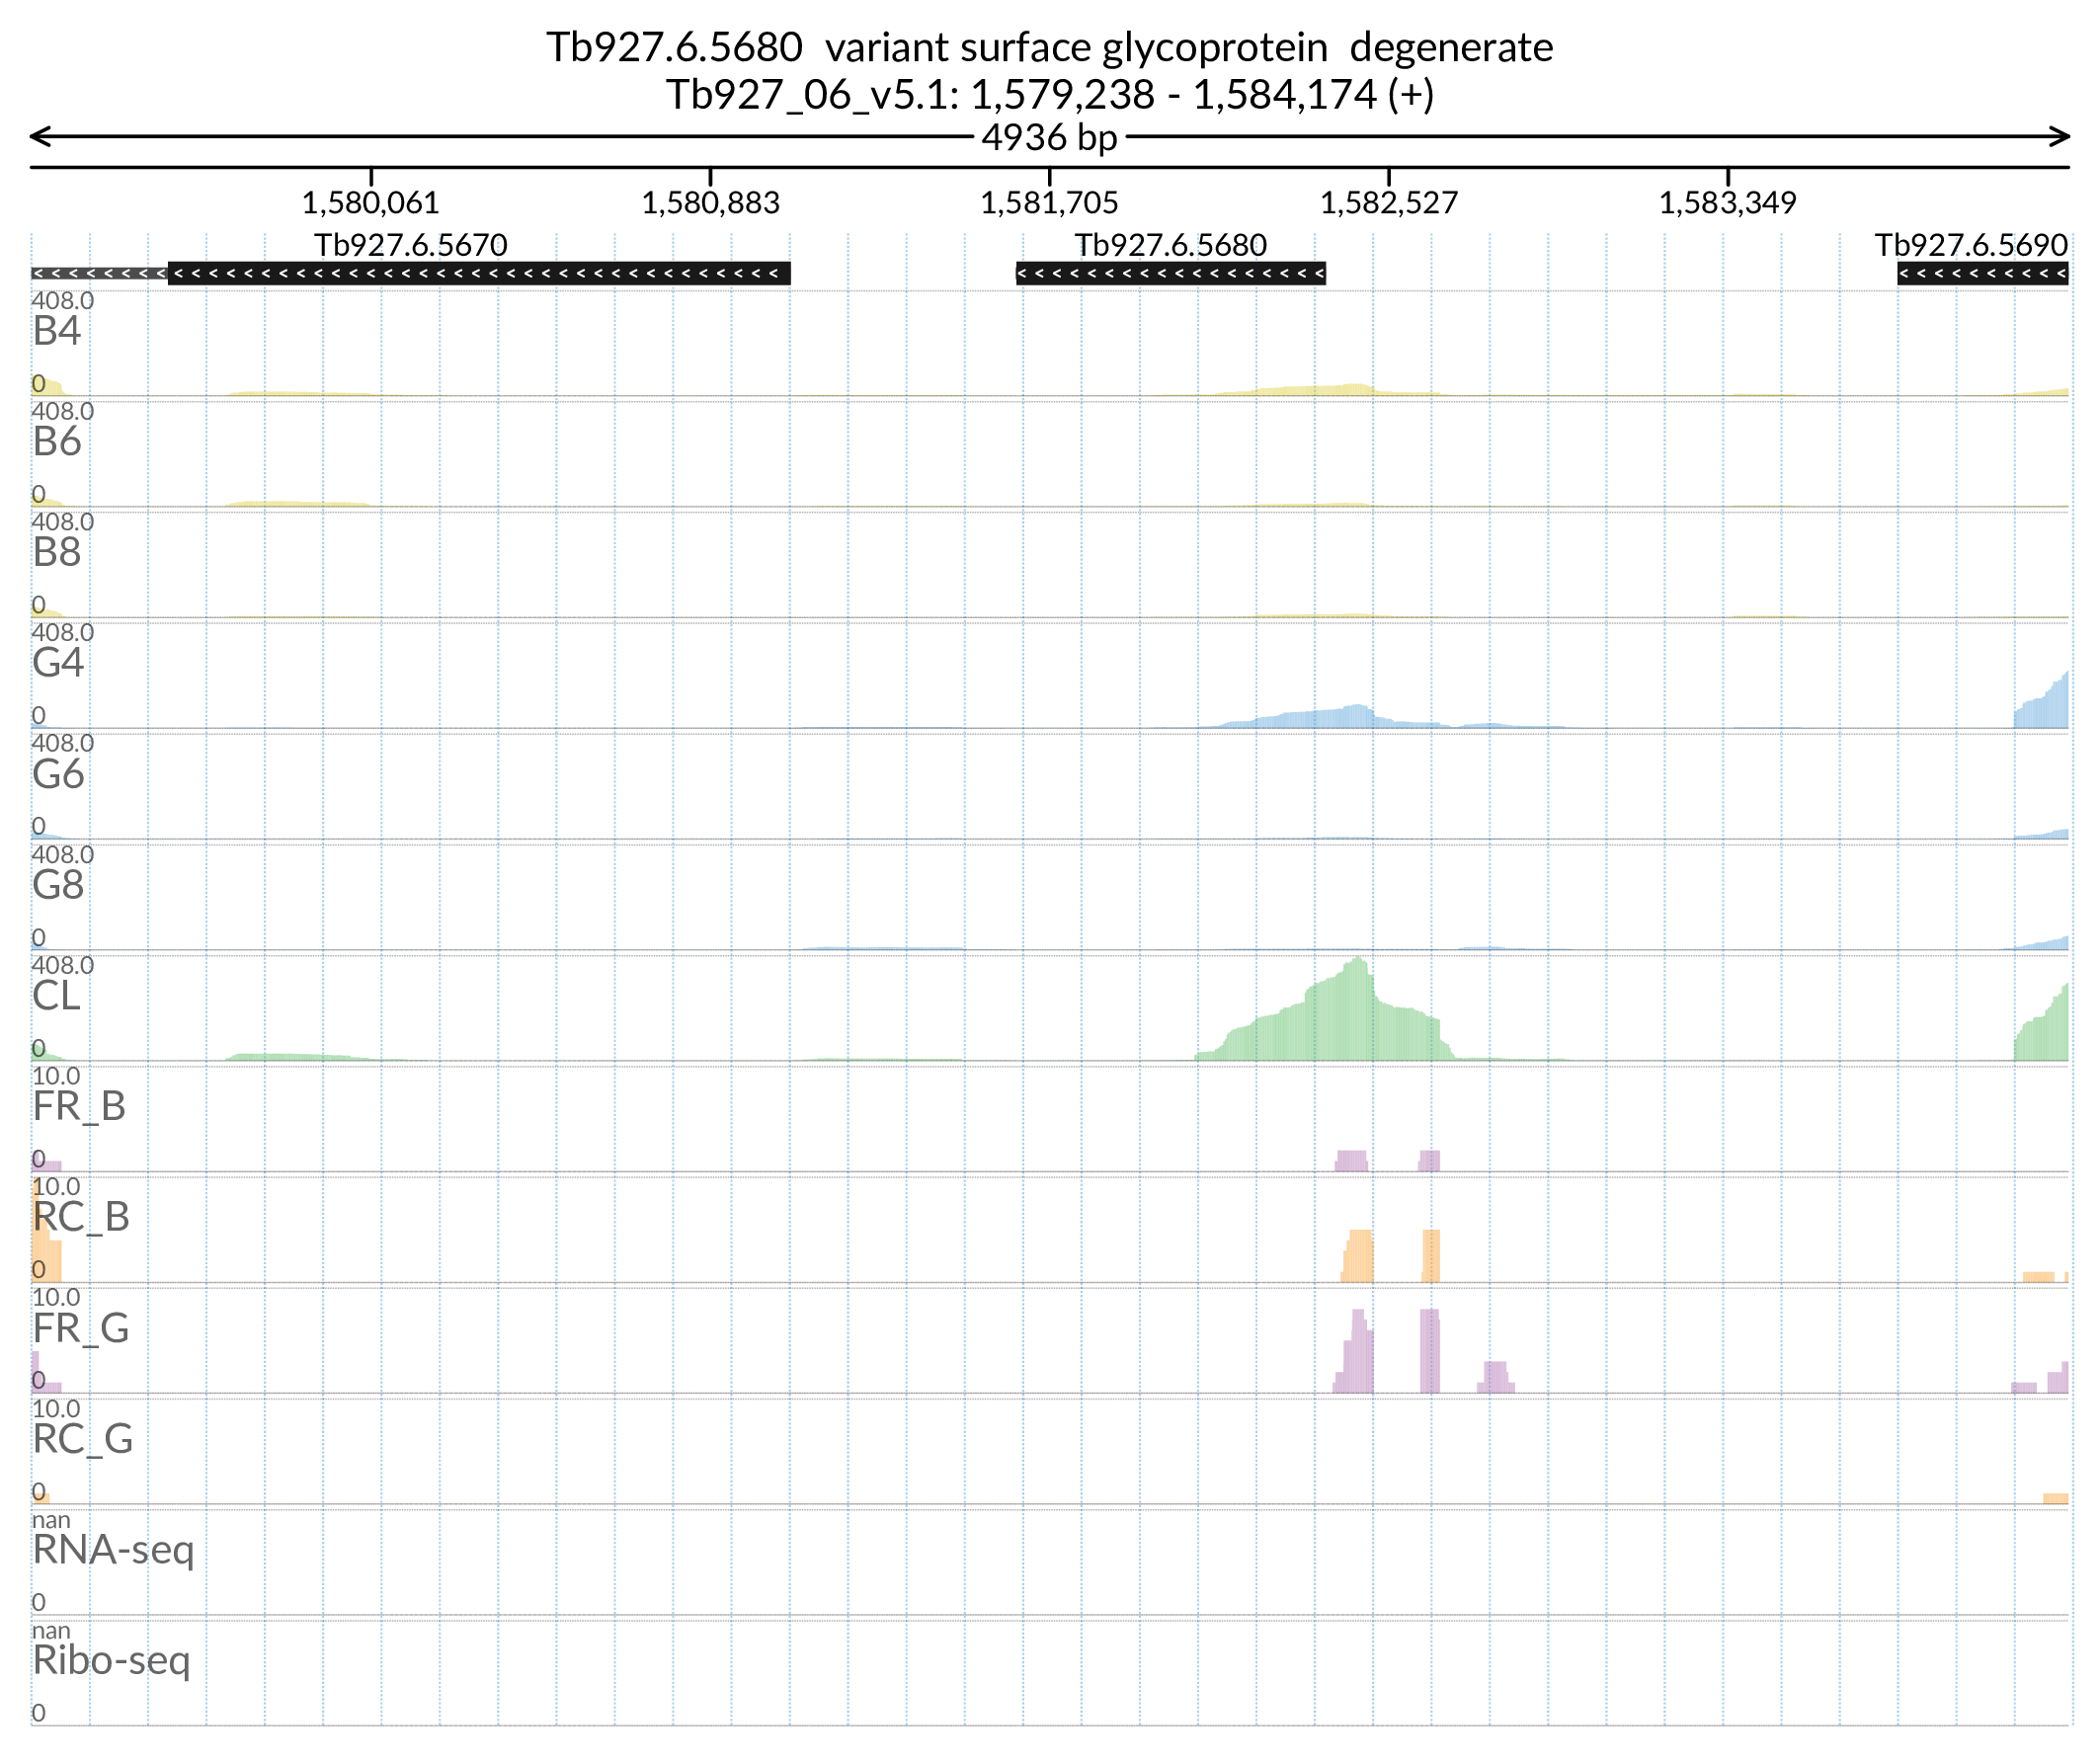 Tb927.6.5680 variant surface glycoprotein degenerate
Tb927_06_v5.1: 1,579,238 - 1,584,174 (+)
4936 bp
1,580,061 1,580,883 1,581,705 1,582,527 1,583,349
Tb927.6.5670 Tb927.6.5680 Tb927.6.5690
408.0
B4
0
408.0
B6
0
408.0
B8
0
408.0
G4
0
408.0
G6
0
408.0
G8
0
408.0
CL
0
10.0
FR_B
0
10.0
RC_B
0
10.0
FR_G
0
10.0
RC_G
0
nan
RNA-seq
0
nan
Ribo-seq
0